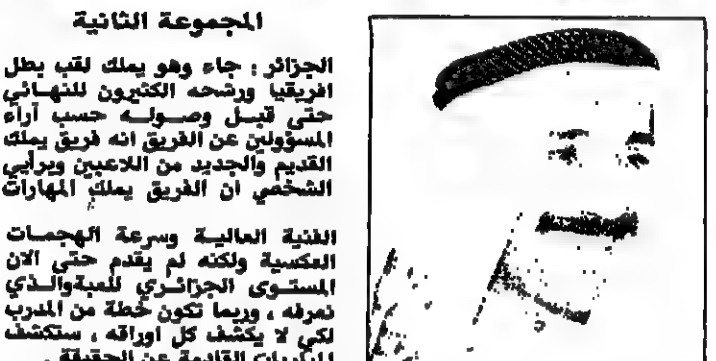 المجموعة الثانية
الجزائر : جاء وهو يملك لقب بطل
افريقيا ورشحه الكثيرون للنهائي
حتى قبل وصوله حسب آراء
المسؤولين عن الفريق انه فريق يملك
القديم والجديد من اللاعبين وبرأيي
الشخصي ان الفريق يملك المهارات
الفنية العالية وسرعة الهجمات
العكسية ولكنه لم يقدم حتى الان
المستوى الجزائري للعبة والذي
نعرفه ، وربما تكون خطة من المدرب
لكي لا يكشف كل اوراقه ، ستكشف
المباريات القادمة عن الحقيقة .